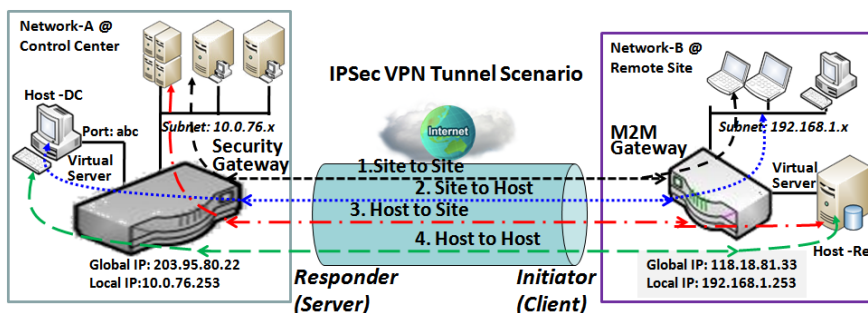 Network-A @
Control Center
Host -DC
Port: abc
Virtual
Server
Subnet: 10.0.76.x
Security
Gateway
Global IP: 203.95.80.22
Local IP:10.0.76.253
IPSec VPN Tunnel Scenario
Internet
1.Site to Site
2. Site to Host
3. Host to Site
4. Host to Host
Responder
(Server)
Initiator
(Client)
Network-B @
Remote Site
Subnet: 192.168.1.x
M2M
Gateway
Virtual
Server
Host -Re
Global IP: 118.18.81.33
Local IP: 192.168.1.253